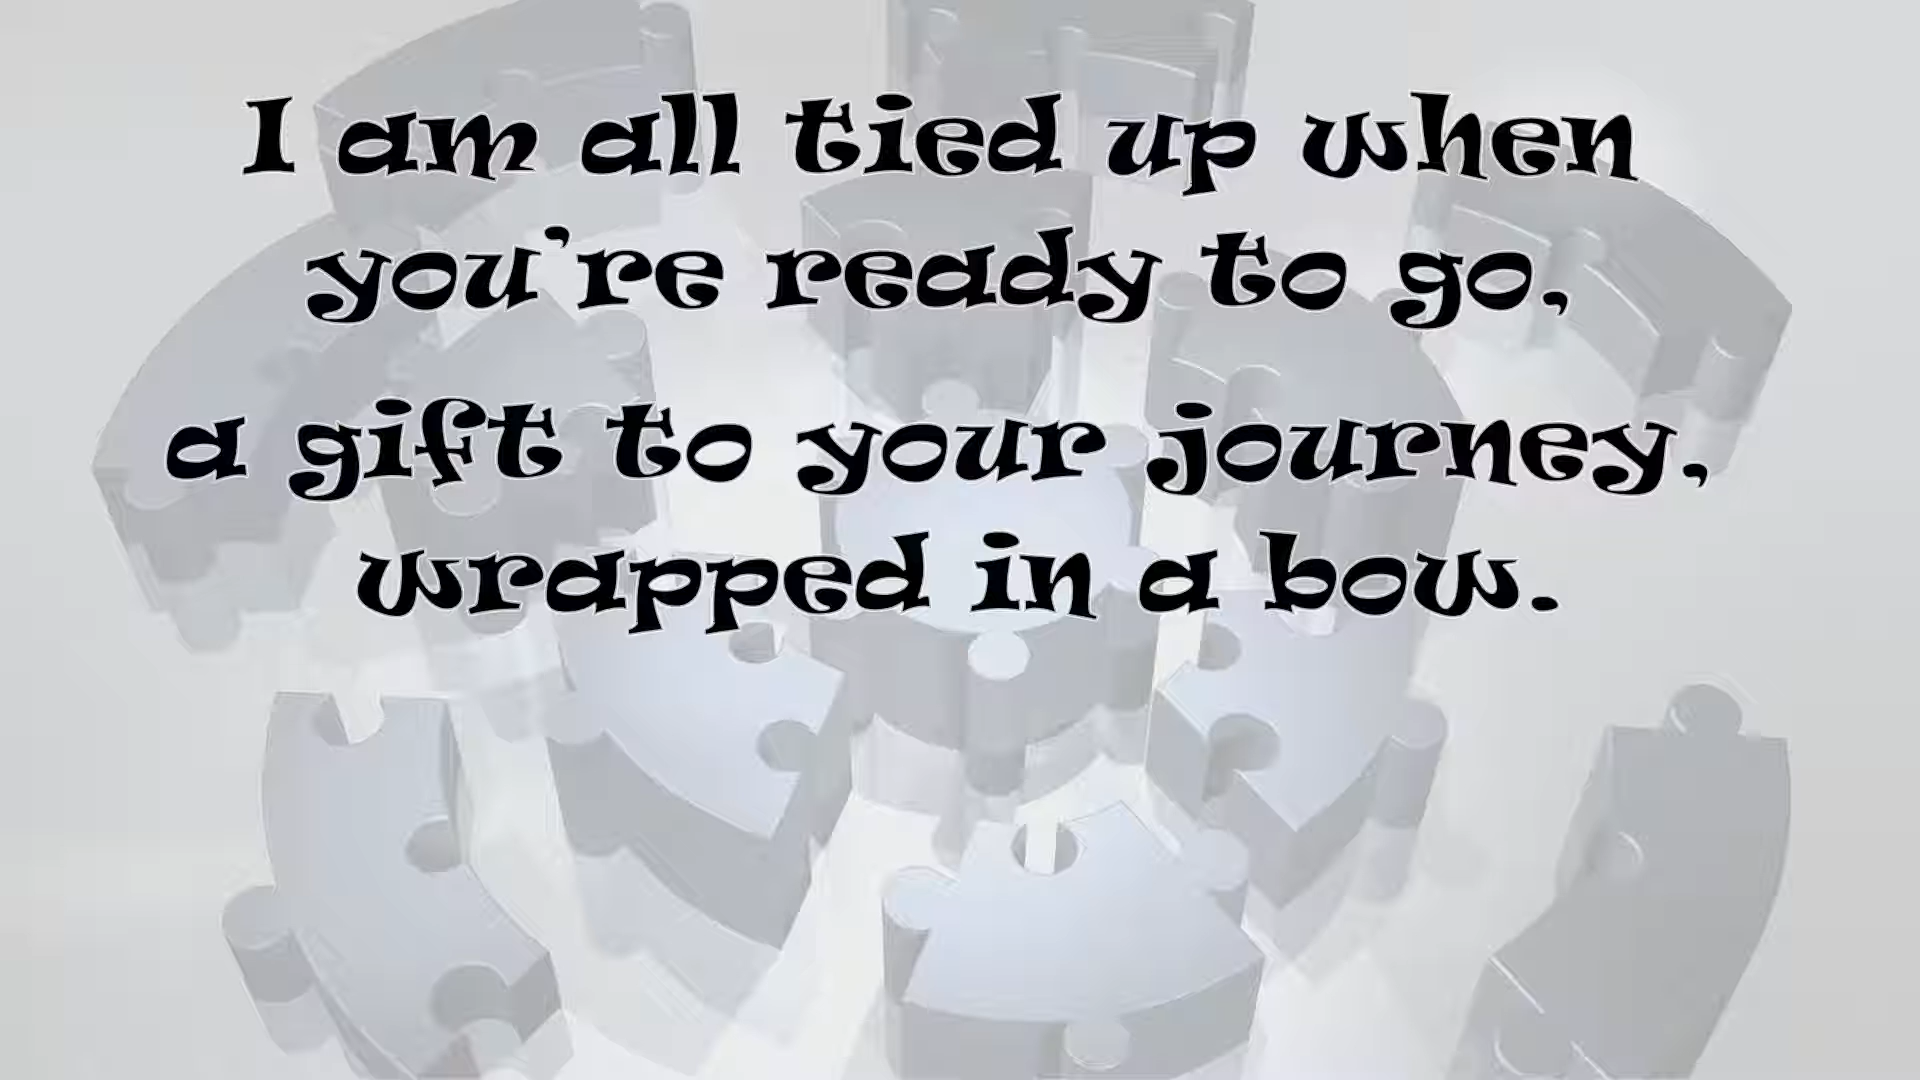 I am all tied up when
you're ready to go,
a gift to your journey,
wrapped in a bow.